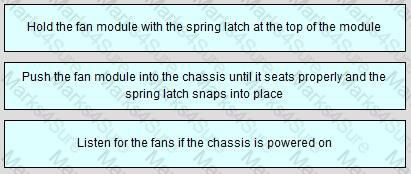 Hold the fan module with the spring latch at the top of the module
Push the fan module into the chassis until it seats properly and the
spring latch snaps into place
Listen for the fans if the chassis is powered on
Marks4Sure